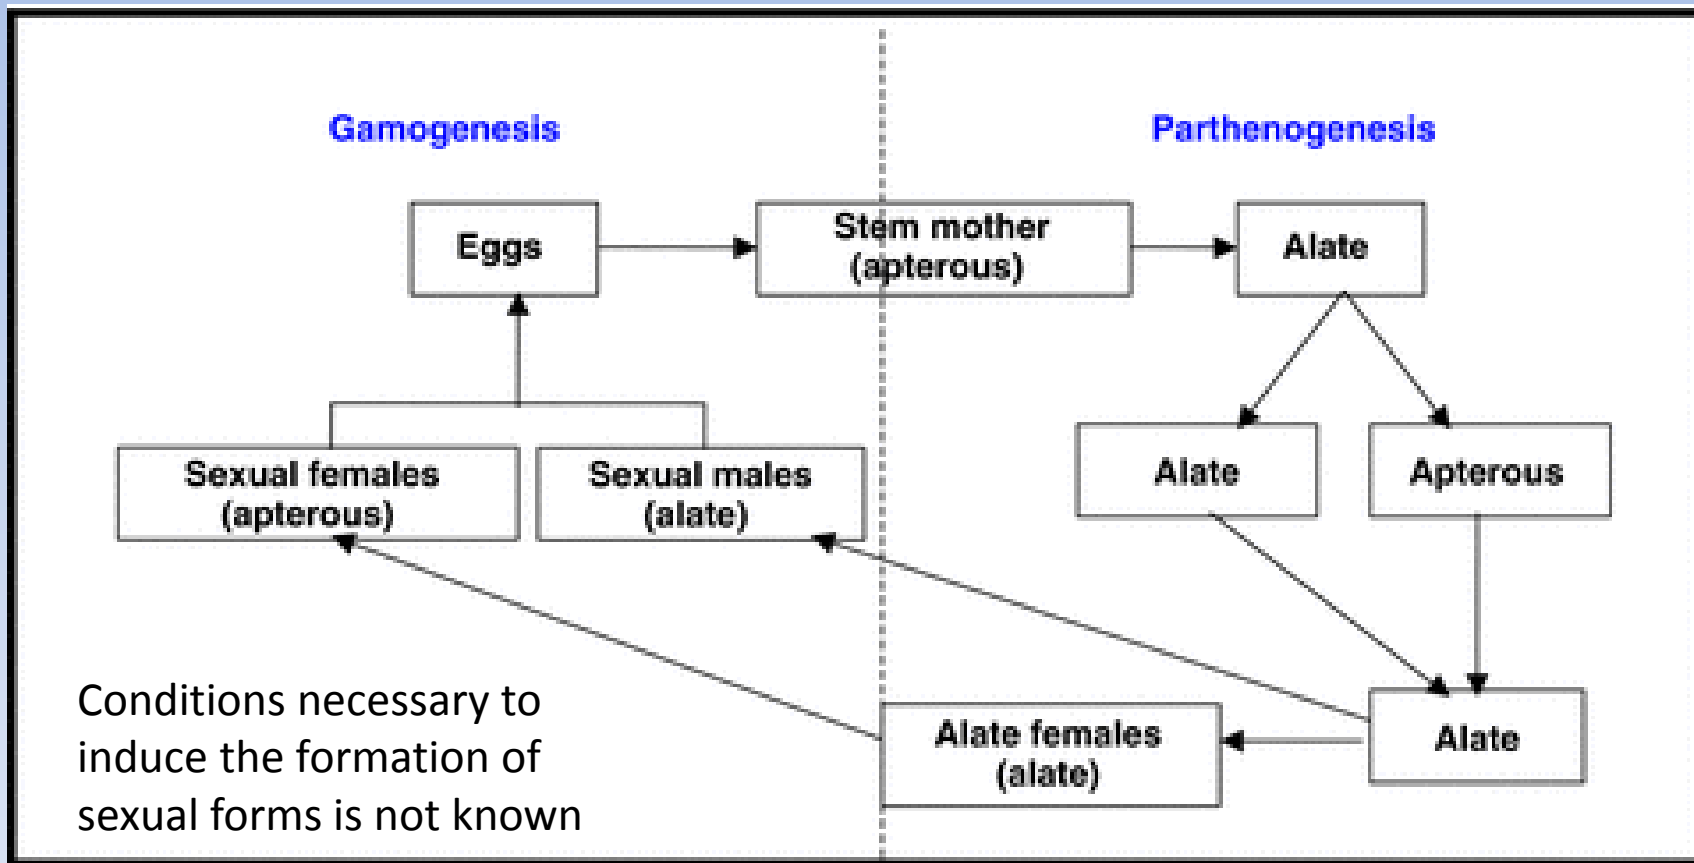 Gamogenesis
Parthenogenesis
Eggs
Stem mother
(apterous)
Alate
Sexual females
(apterous)
Sexual males
(alate)
Alate
Apterous
Alate females
(alate)
Alate
Conditions necessary to
induce the formation of
sexual forms is not known